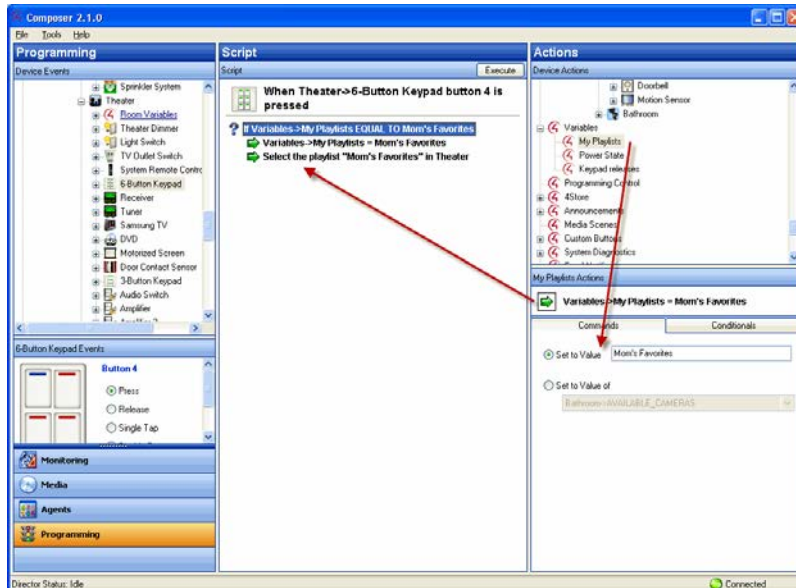 Composer 2.1.0
File Tools Help
Programming
Device Events
Sprinkler System
Theater
Room Variables
Theater Dimmer
Light Switch
TV Outlet Switch
System Remote Contrc
6-Button Keypad
Receiver
Tuner
Samsung TV
DVD
Motorized Screen
Door Contact Sensor
3-Button Keypad
Audio Switch
Amplifier
6-Button Keypad Events
Button 4
Press
Release
Single Tap
Monitoring
Media
Agents
Programming
Script
Script Execute
When Theater->6-Button Keypad button 4 is
pressed
If Variables->My Playlists EQUAL TO Mom's Favorites
Variables->My Playlists = Mom's Favorites
Select the playlist "Mom's Favorites" in Theater
Actions
Device Actions
Doorbell
Motion Sensor
Bathroom
Variables
My Playlists
Power State
Keypad releases
Programming Control
4Store
Announcements
Media Scenes
Custom Buttons
System Diagnostics
My Playlists Actions
Variables->My Playlists = Mom's Favorites
Commands Conditionals
Set to Value Mom's Favorites
Set to Value of
Bathroom->AVAILABLE_CAMERAS
Director Status: Idle
Connected